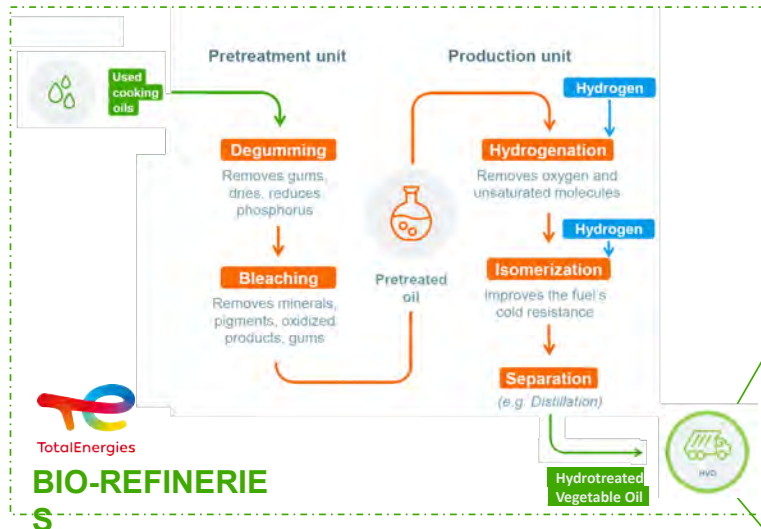 Pretreatment unit
Production unit
Used
cooking
oils
Hydrogen
Degumming
Removes gums,
dries, reduces
phosphorus
Hydrogenation
Removes oxygen and
unsaturated molecules
Hydrogen
Bleaching
Removes minerals,
pigments, oxidized
products, gums
Pretreated
oil
Isomerization
improves the fuel's
cold resistance
Separation
(e.g. Distillation)
TotalEnergies
BIO-REFINERIE
S
Hydrotreated
Vegetable Oil
HVO